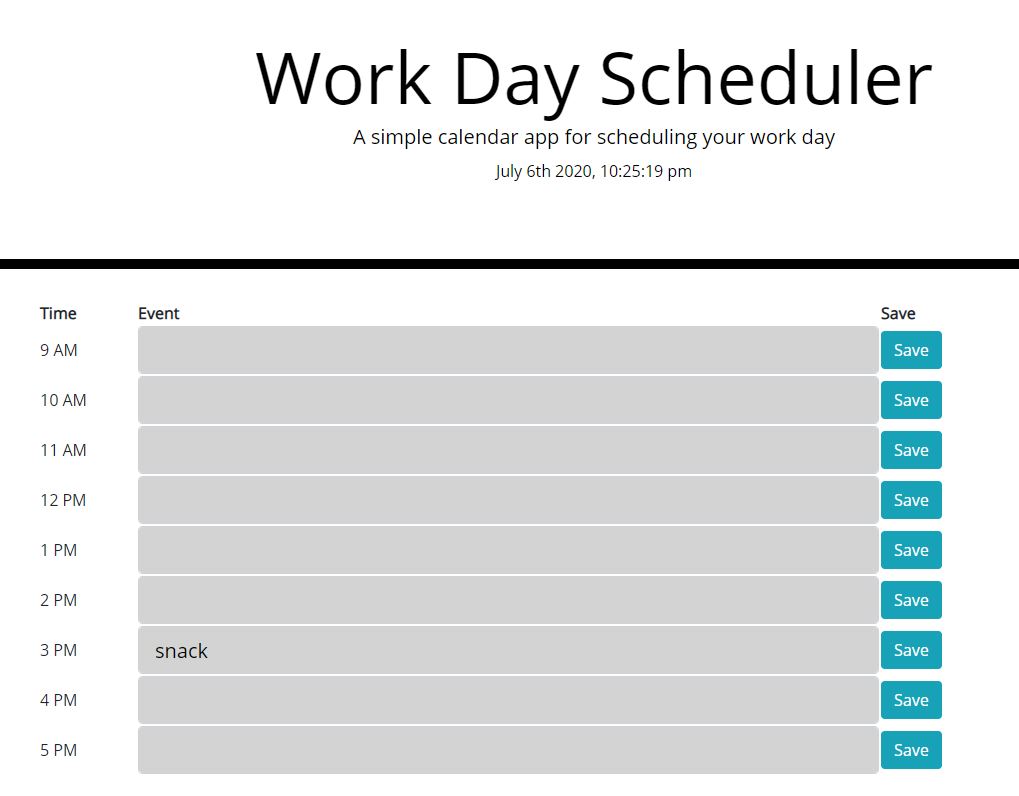 Work Day Scheduler
A simple calendar app for scheduling your work day
July 6th 2020, 10:25:19 pm
Time Event Save
9 AM Save
10 AM Save
11 AM Save
12 PM Save
1 PM Save
2 PM Save
3 PM snack Save
4 PM Save
5 PM Save